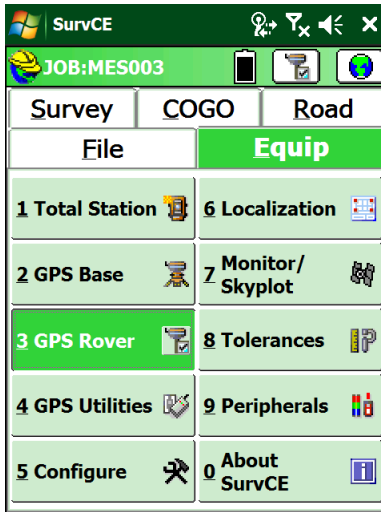 SurvCE
JOB:MES003
Survey COGO Road
File Equip
1 Total Station 6 Localization
2 GPS Base 7 Monitor/
Skyplot
3 GPS Rover 8 Tolerances
4 GPS Utilities 9 Peripherals
5 Configure 0 About
SurvCE